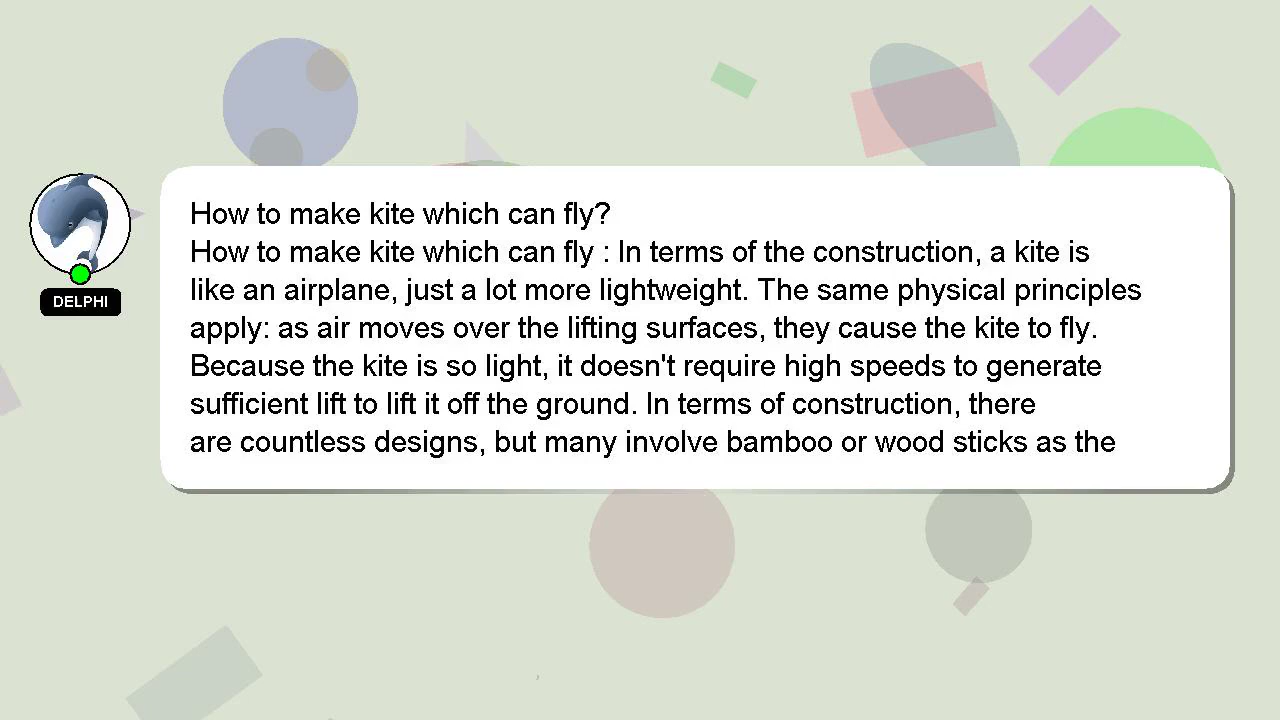 How to make kite which can fly?
How to make kite which can fly : In terms of the construction, a kite is
like an airplane, just a lot more lightweight. The same physical principles
apply: as air moves over the lifting surfaces, they cause the kite to fly.
Because the kite is so light, it doesn't require high speeds to generate
sufficient lift to lift it off the ground. In terms of construction, there
are countless designs, but many involve bamboo or wood sticks as the
DELPHI